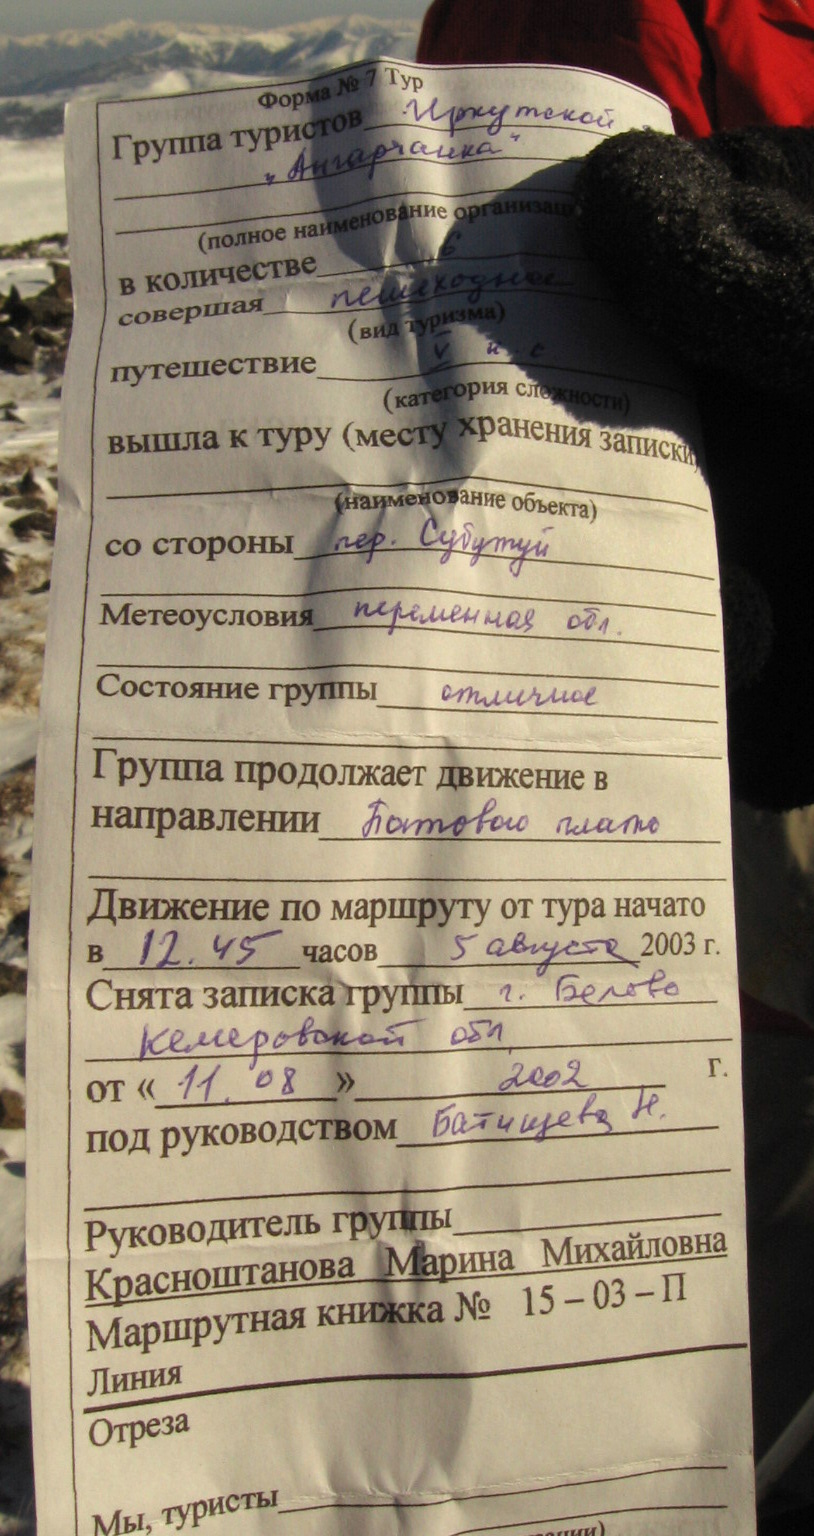 Форма № 7 Тур
Группа туристов Иркутской
"Ангарчанка"
(полное наименование организац
в количестве 6
совершая пешеходное
(вид туризма)
путешествие V к.с
(категория сложности)
вышла к туру (месту хранения записки)
(наименование объекта)
со стороны пер. Субутуй
Метеоусловия переменная обл.
Состояние группы отличное
Группа продолжает движение в
направлении плато
Движение по маршруту от тура начато
в 12.45 часов 5 августа 2003 г.
Снята записка группы г. Белово
Кемеровской обл
от « 11.08 » 2002 г.
под руководством Батищева Н.
Руководитель группы
Красноштанова Марина Михайловна
Маршрутная книжка № 15 – 03 – П
Линия
Отреза
Мы, туристы